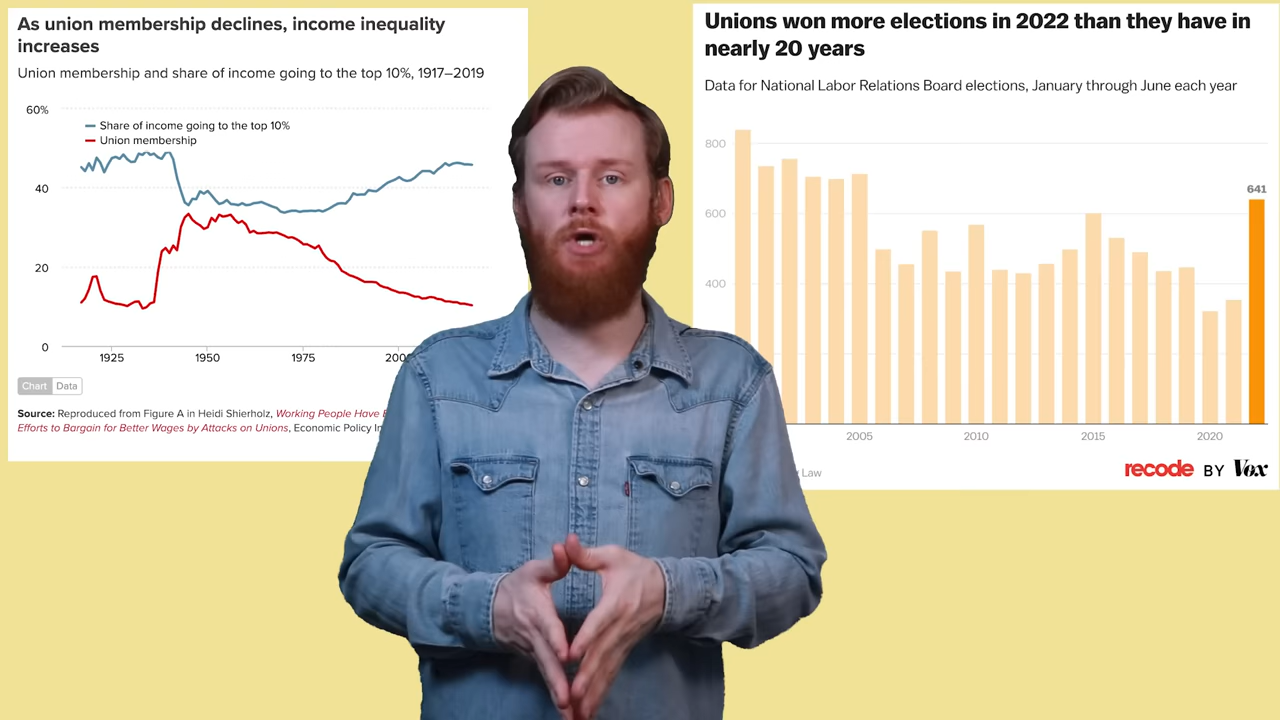 As union membership declines, income inequality
increases
Union membership and share of income going to the top 10%, 1917–2019
60%
Share of income going to the top 10%
Union membership
40
20
0
1925
1950
1975
Chart Data
Source: Reproduced from Figure A in Heidi Shierholz, Working People Have
Efforts to Bargain for Better Wages by Attacks on Unions, Economic Policy
Unions won more elections in 2022 than they have in
nearly 20 years
Data for National Labor Relations Board elections, January through June each year
800
641
600
400
2005
2010
2015
2020
Law
recode BY Vox